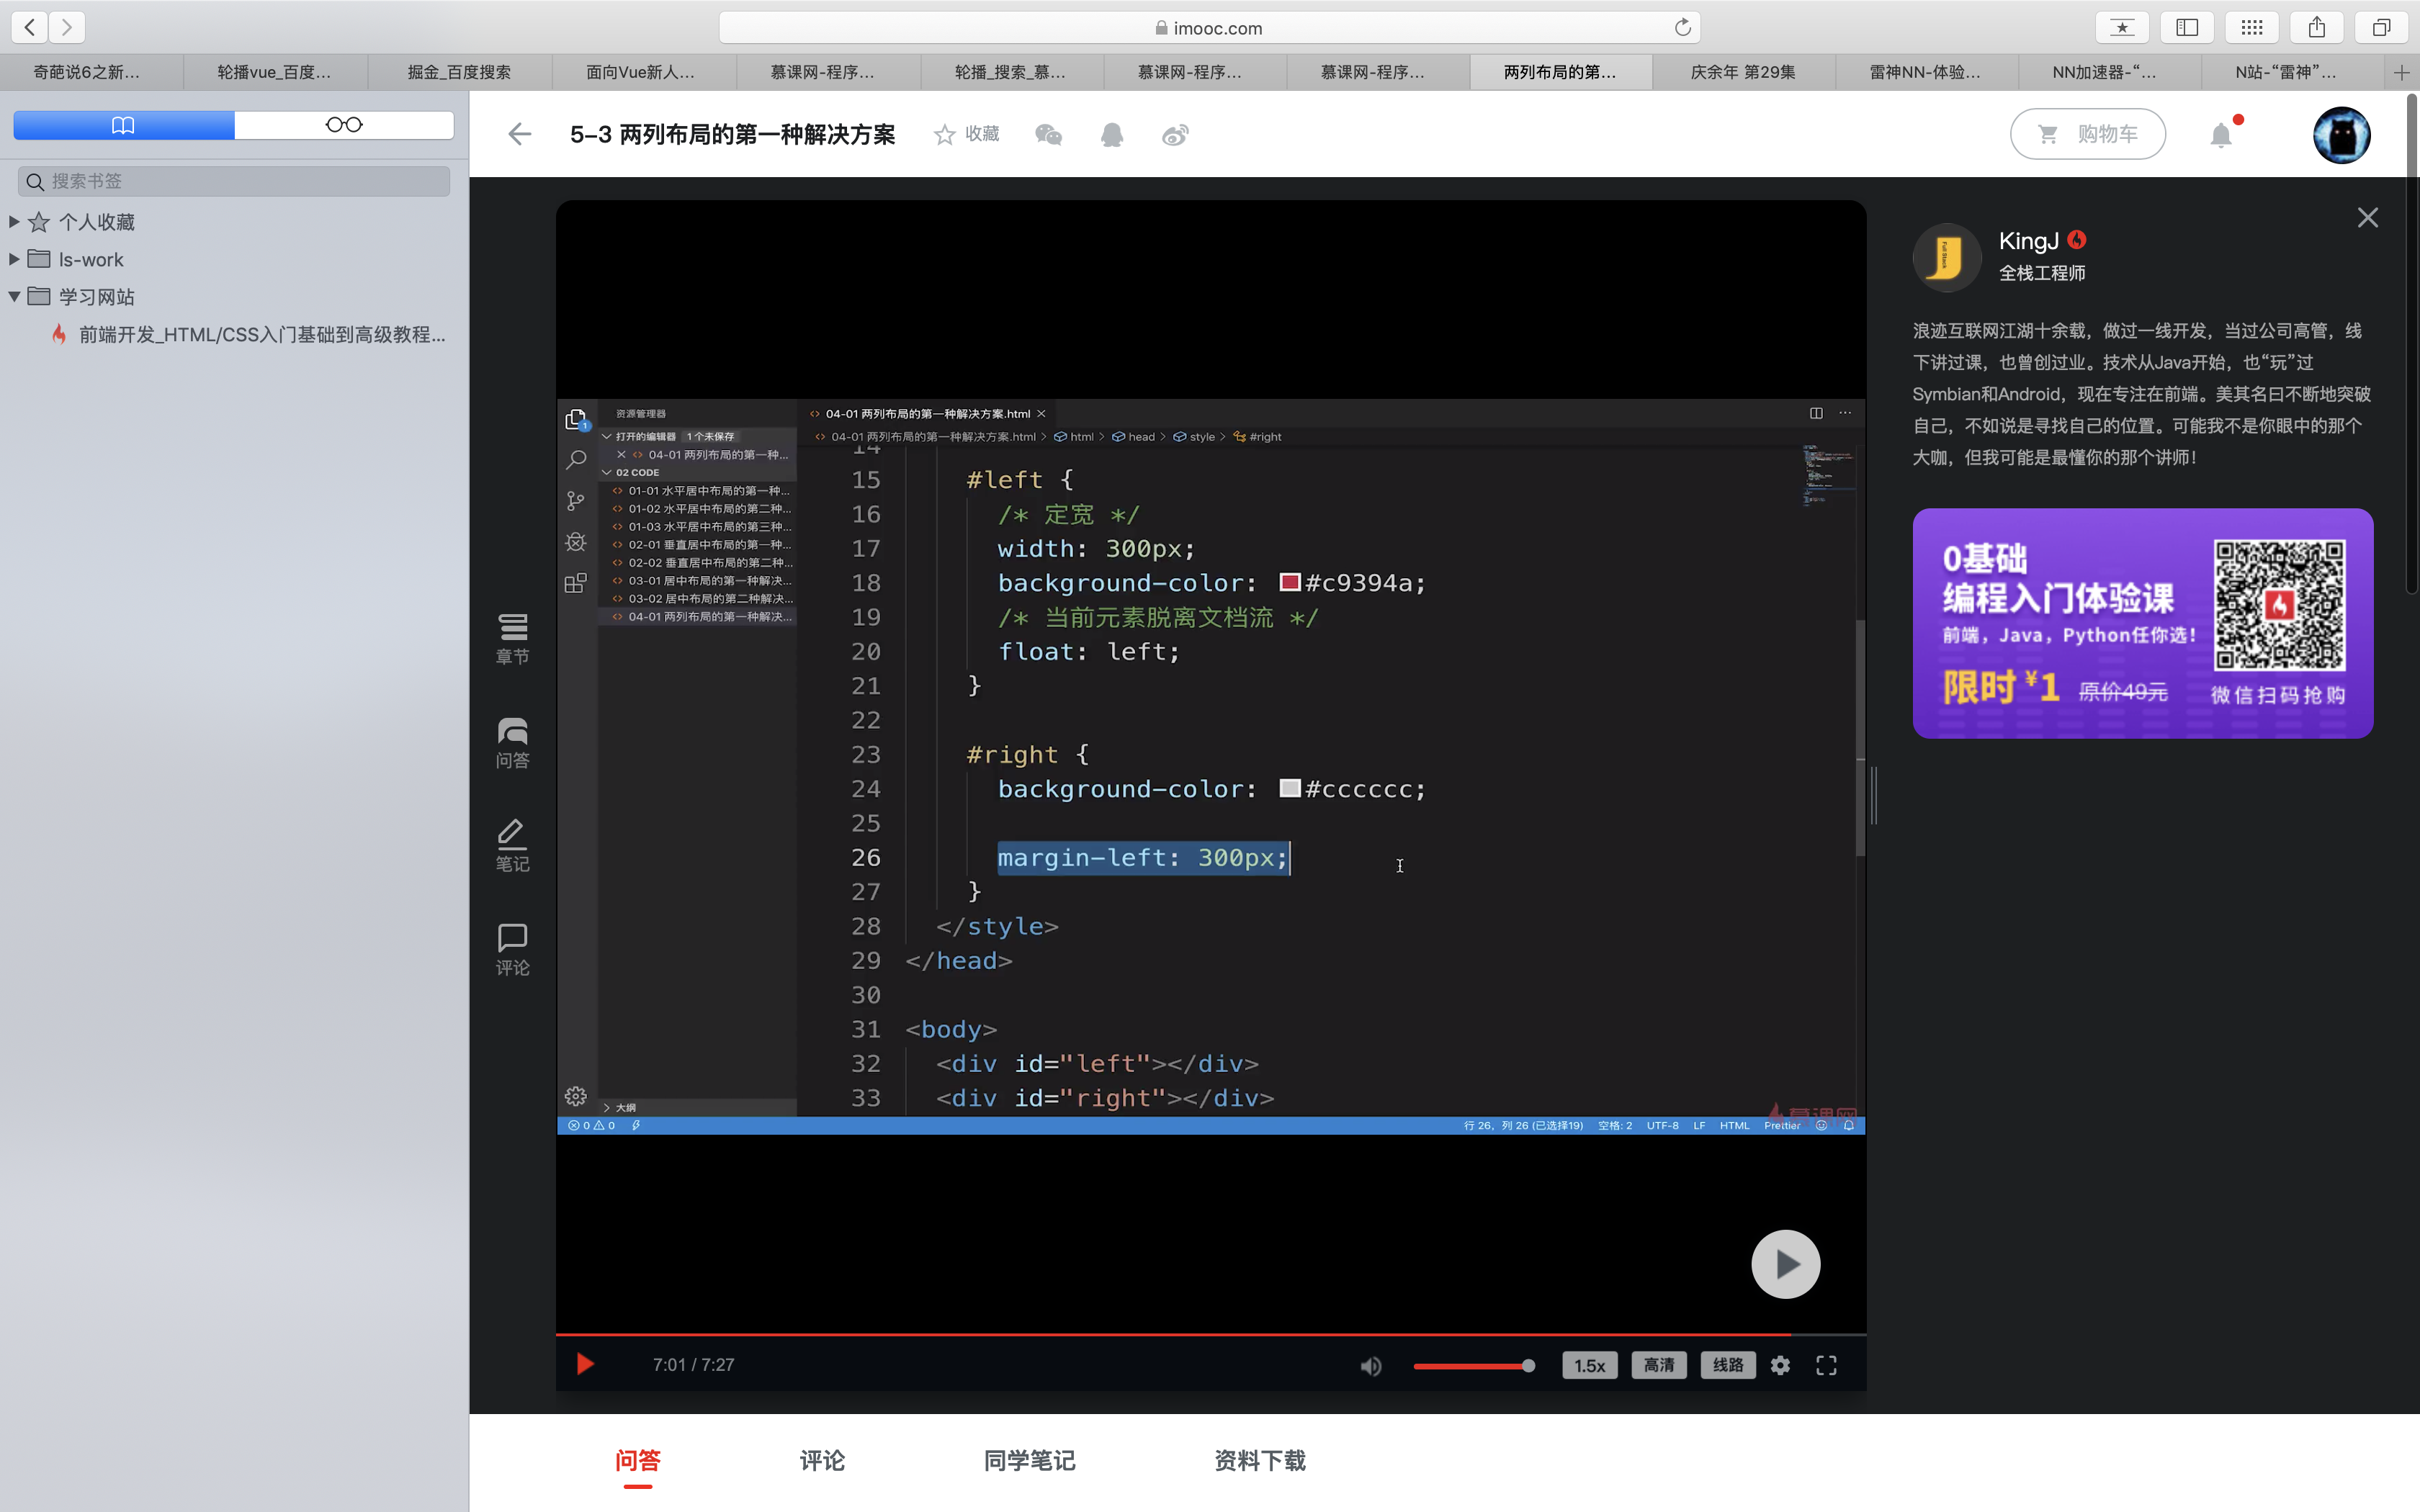 imooc.com
奇葩说6之新...
轮播vue_百度...
掘金_百度搜索
面向Vue新人...
慕课网-程序...
轮播_搜索_慕...
慕课网-程序...
慕课网-程序...
两列布局的第...
庆余年 第29集
雷神NN-体验...
NN加速器-“...
N站-“雷神”...
搜索书签
个人收藏
ls-work
学习网站
前端开发_HTML/CSS入门基础到高级教程...
5-3 两列布局的第一种解决方案
收藏
购物车
章节
问答
笔记
评论
资源管理器
打开的编辑器 1个未保存
04-01 两列布局的第一种...
02 CODE
01-01 水平居中布局的第一种...
01-02 水平居中布局的第二种...
01-03 水平居中布局的第三种...
02-01 垂直居中布局的第一种...
02-02 垂直居中布局的第二种...
03-01 居中布局的第一种解决...
03-02 居中布局的第二种解决...
04-01 两列布局的第一种解决...
大纲
04-01 两列布局的第一种解决方案.html
04-01 两列布局的第一种解决方案.html > html > head > style > #right
14
15 #left {
16 /* 定宽 */
17 width: 300px;
18 background-color: #c9394a;
19 /* 当前元素脱离文档流 */
20 float: left;
21 }
22
23 #right {
24 background-color: #cccccc;
25
26 margin-left: 300px;
27 }
28 </style>
29 </head>
30
31 <body>
32 <div id="left"></div>
33 <div id="right"></div>
慕课网
0 0
行 26，列 26 (已选择19) 空格: 2 UTF-8 LF HTML Prettier
7:01 / 7:27
1.5x
高清
线路
KingJ
全栈工程师
Full Stack
浪迹互联网江湖十余载，做过一线开发，当过公司高管，线
下讲过课，也曾创过业。技术从Java开始，也“玩”过
Symbian和Android，现在专注在前端。美其名曰不断地突破
自己，不如说是寻找自己的位置。可能我不是你眼中的那个
大咖，但我可能是最懂你的那个讲师！
0基础
编程入门体验课
前端，Java，Python任你选！
限时¥1 原价49元
微信扫码抢购
问答
评论
同学笔记
资料下载